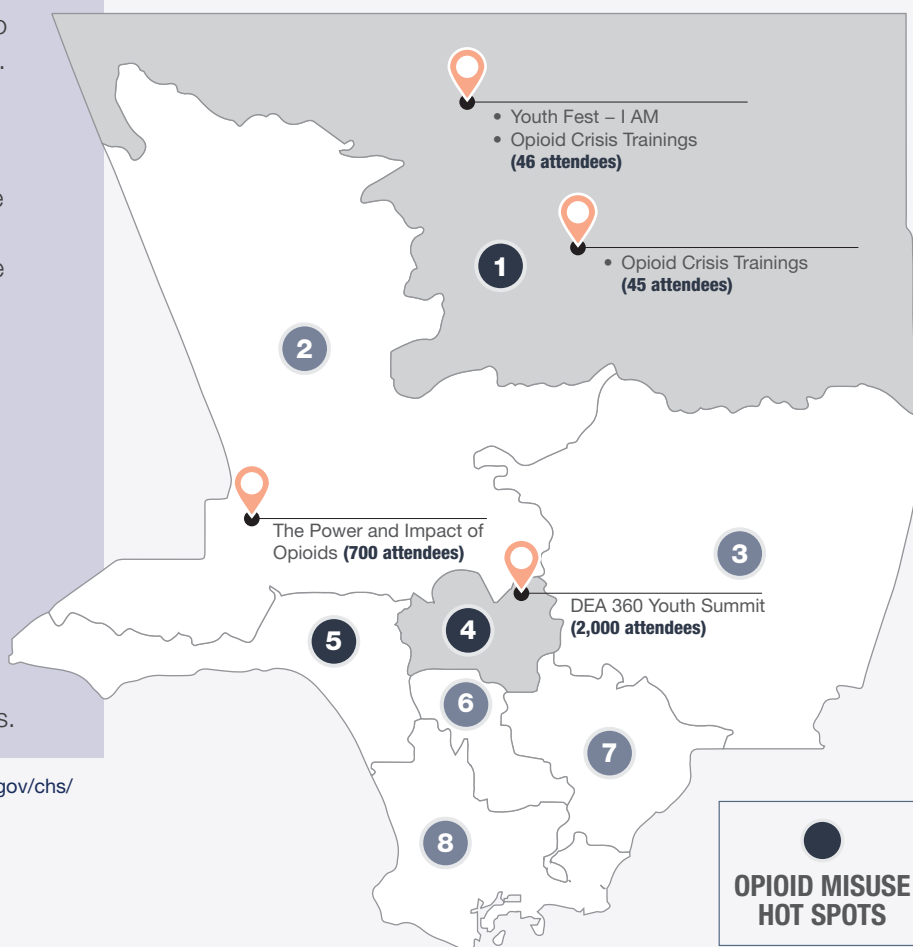 • Youth Fest – I AM
• Opioid Crisis Trainings
(46 attendees)
• Opioid Crisis Trainings
(45 attendees)
1
2
The Power and Impact of
Opioids (700 attendees)
3
DEA 360 Youth Summit
(2,000 attendees)
4
5
6
7
8
s.
gov/chs/
OPIOID MISUSE
HOT SPOTS